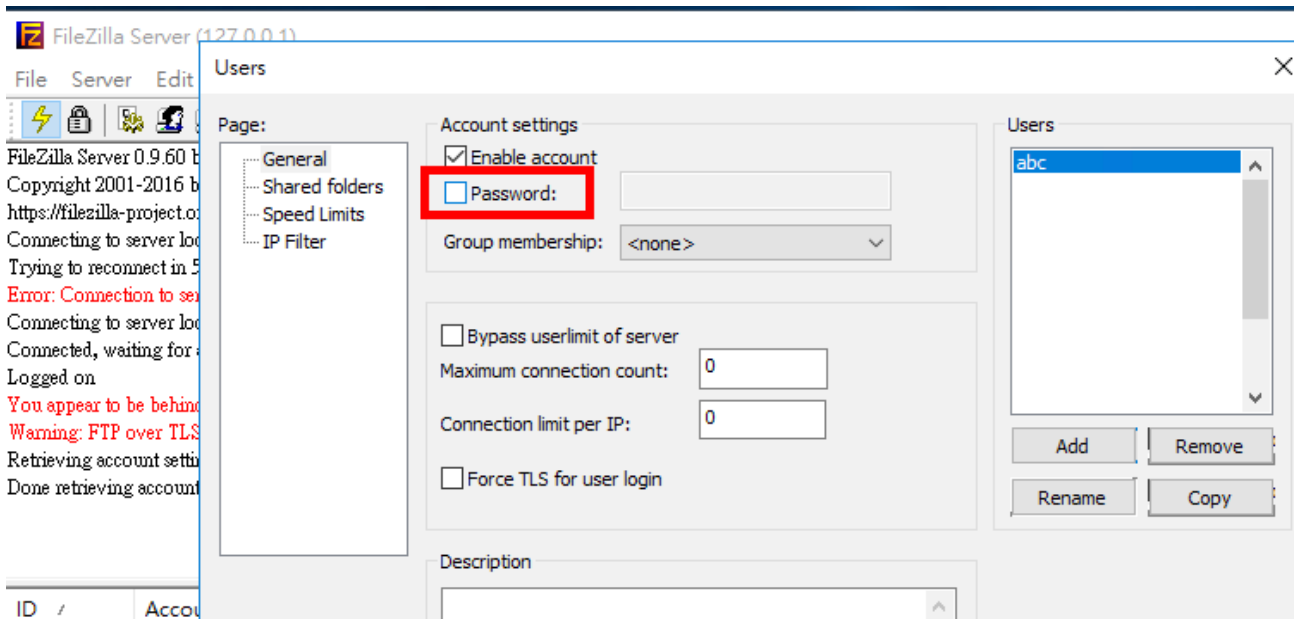 FileZilla Server (127.0.0.1)
File Server Edit
FileZilla Server 0.9.60 b
Copyright 2001-2016 b
https://filezilla-project.o
Connecting to server loc
Trying to reconnect in 5
Error: Connection to ser
Connecting to server loc
Connected, waiting for a
Logged on
You appear to be behind
Warning: FTP over TLS
Retrieving account settin
Done retrieving account
ID / Accou
Users
Page:
General
Shared folders
Speed Limits
IP Filter
Account settings
Enable account
Password:
Group membership: <none>
Bypass userlimit of server
Maximum connection count: 0
Connection limit per IP: 0
Force TLS for user login
Description
Users
abc
Add Remove
Rename Copy